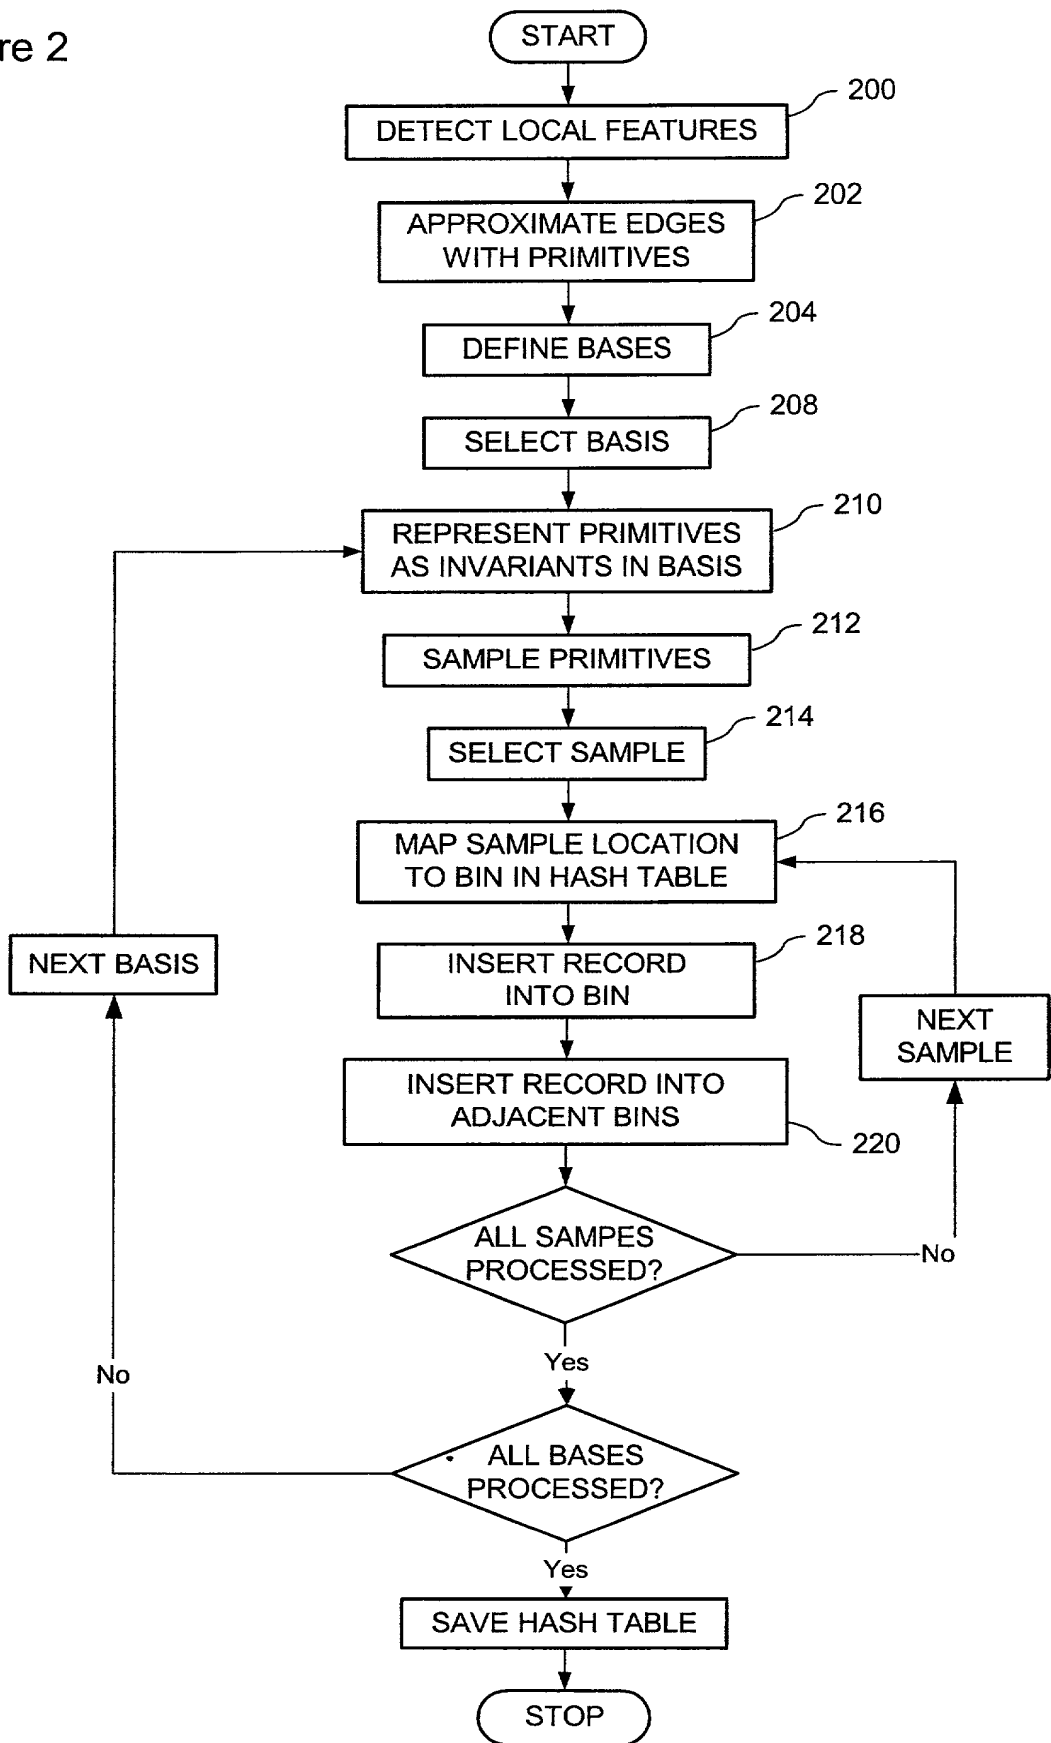 re 2
START
200
DETECT LOCAL FEATURES
202
APPROXIMATE EDGES
WITH PRIMITIVES
204
DEFINE BASES
208
SELECT BASIS
210
REPRESENT PRIMITIVES
AS INVARIANTS IN BASIS
212
SAMPLE PRIMITIVES
214
SELECT SAMPLE
216
MAP SAMPLE LOCATION
TO BIN IN HASH TABLE
218
NEXT BASIS
INSERT RECORD
INTO BIN
NEXT
SAMPLE
INSERT RECORD INTO
ADJACENT BINS
220
ALL SAMPES
PROCESSED?
No
Yes
No
ALL BASES
PROCESSED?
Yes
SAVE HASH TABLE
STOP